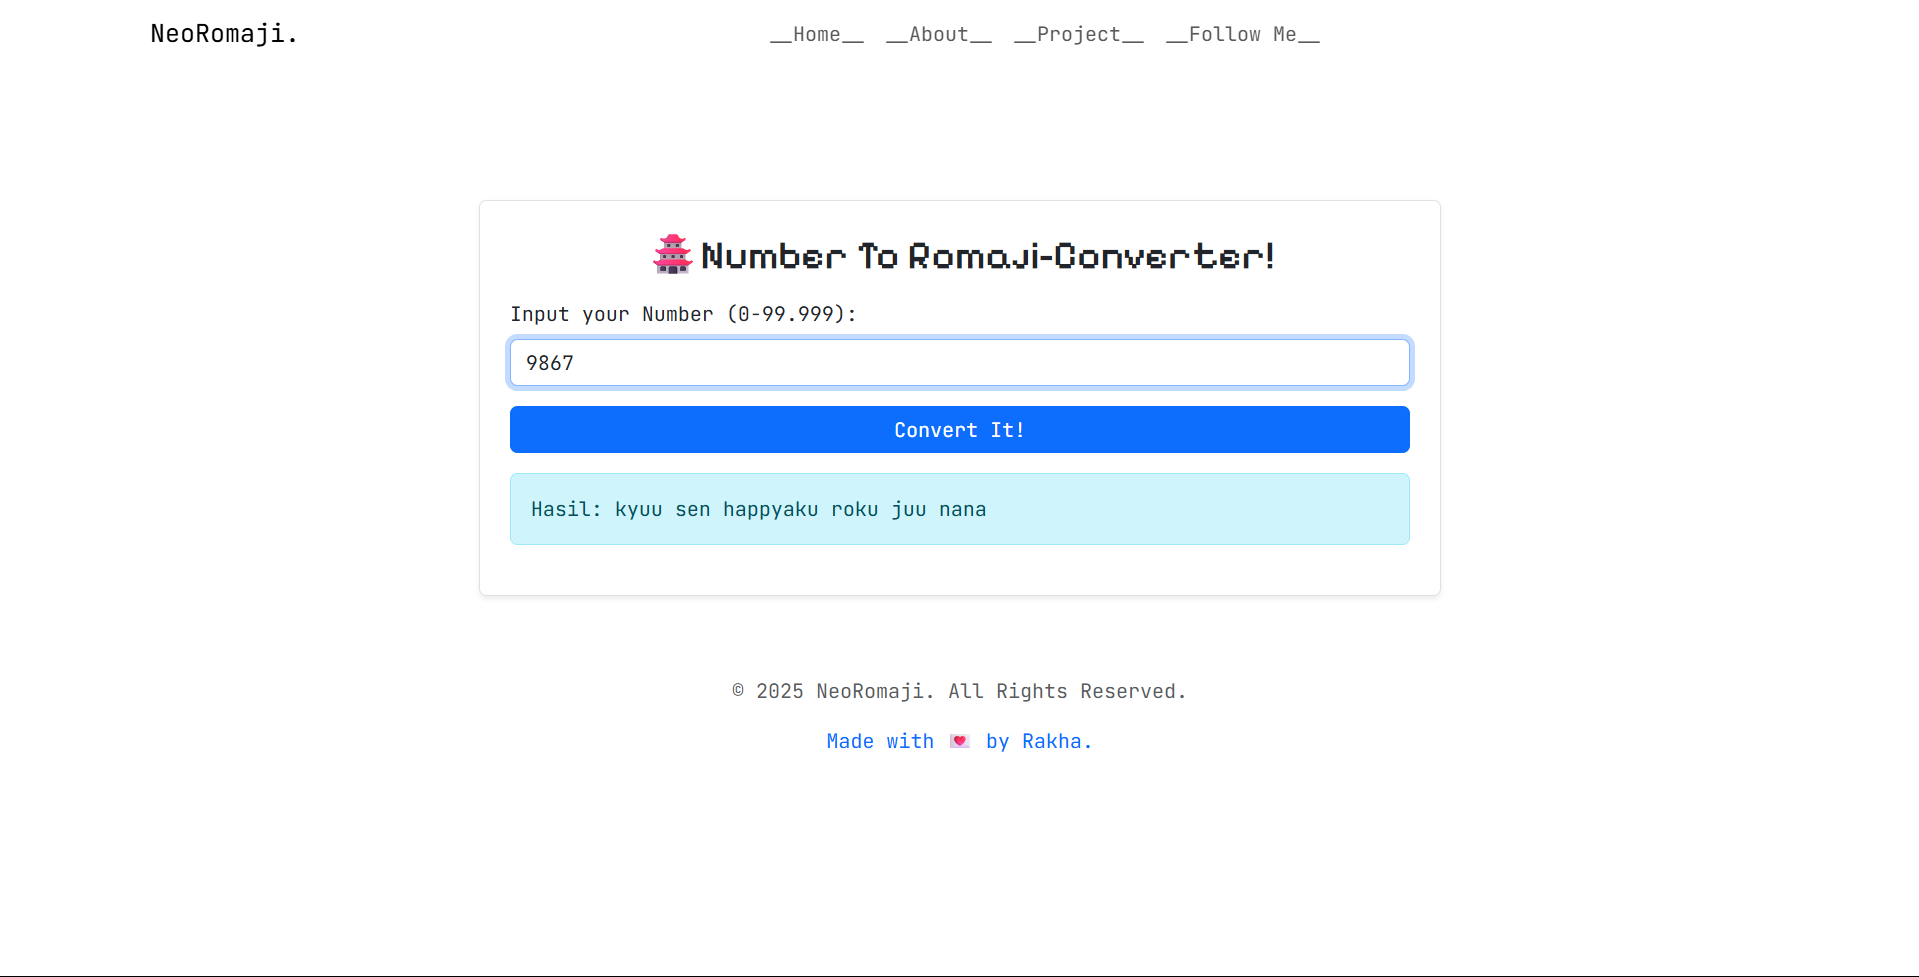 NeoRomaji.
__Home__ __About__ __Project__ __Follow Me__
Number To Romaji-Converter!
Input your Number (0-99.999):
9867
Convert It!
Hasil: kyuu sen happyaku roku juu nana
© 2025 NeoRomaji. All Rights Reserved.
Made with 💌 by Rakha.